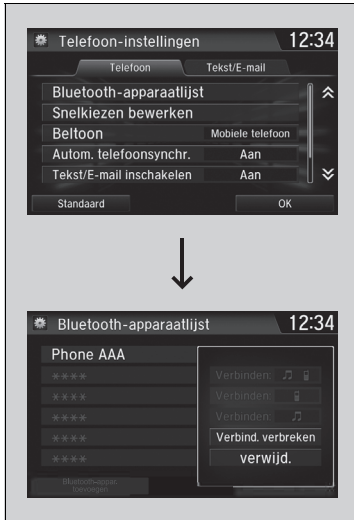 Telefoon-instellingen 12:34
Telefoon Tekst/E-mail
Bluetooth-apparaatlijst
Snelkiezen bewerken
Beltoon Mobiele telefoon
Autom. telefoonsynchr. Aan
Tekst/E-mail inschakelen Aan
Standaard OK
Bluetooth-apparaatlijst 12:34
Phone AAA
**** Verbinden:
**** Verbinden:
**** Verbinden:
**** Verbind. verbreken
**** verwijd.
Bluetooth-appar.
toevoegen